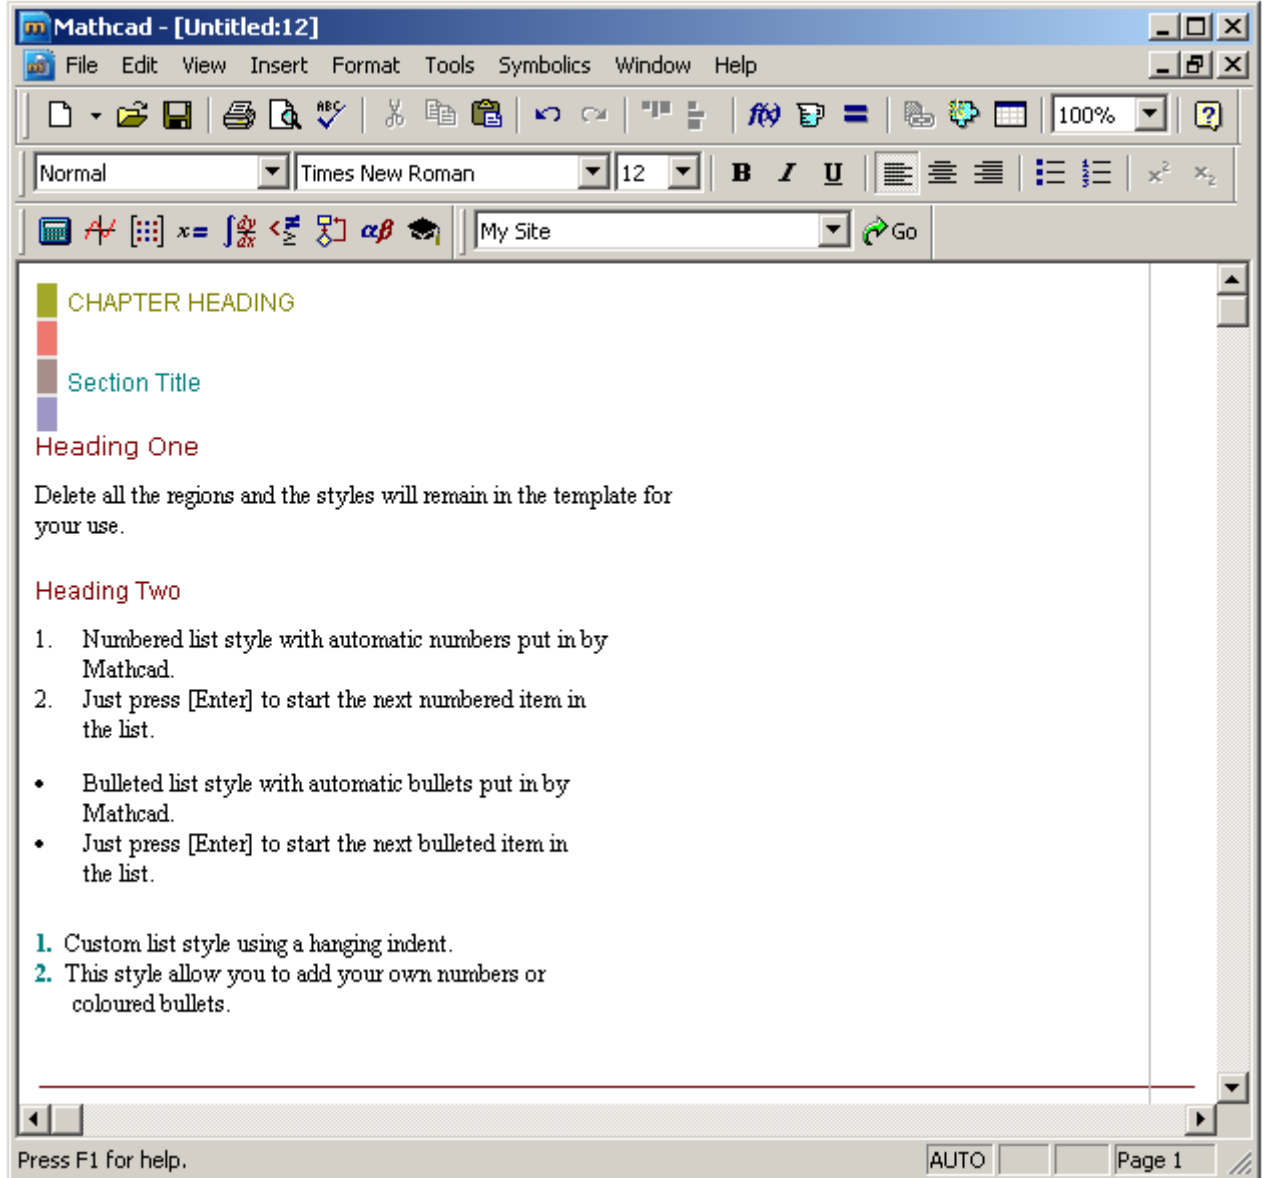 Mathcad - [Untitled:12]
File Edit View Insert Format Tools Symbolics Window Help
ABC f(x) 100% ?
Normal Times New Roman 12 B I U x² x₂
x= ∫dy/dx <≠≥ αβ My Site Go
CHAPTER HEADING
Section Title
Heading One
Delete all the regions and the styles will remain in the template for
your use.
Heading Two
1. Numbered list style with automatic numbers put in by
Mathcad.
2. Just press [Enter] to start the next numbered item in
the list.
• Bulleted list style with automatic bullets put in by
Mathcad.
• Just press [Enter] to start the next bulleted item in
the list.
1. Custom list style using a hanging indent.
2. This style allow you to add your own numbers or
coloured bullets.
Press F1 for help. AUTO Page 1